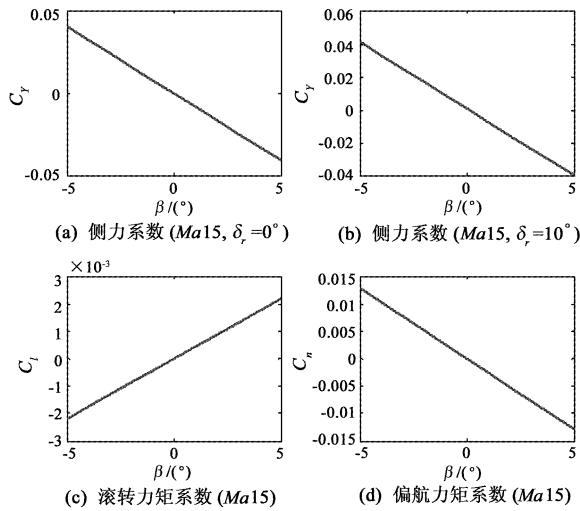 0.05
0
-0.05
C_Y
-5 0 5
β/(°)
(a) 侧力系数 (Ma15, δ_r=0°)
0.06
0.04
0.02
0
-0.02
-0.04
C_Y
-5 0 5
β/(°)
(b) 侧力系数 (Ma15, δ_r=10°)
×10⁻³
3
2
1
0
-1
-2
-3
C_l
-5 0 5
β/(°)
(c) 滚转力矩系数 (Ma15)
0.015
0.01
0.005
0
-0.005
-0.01
-0.015
C_n
-5 0 5
β/(°)
(d) 偏航力矩系数 (Ma15)